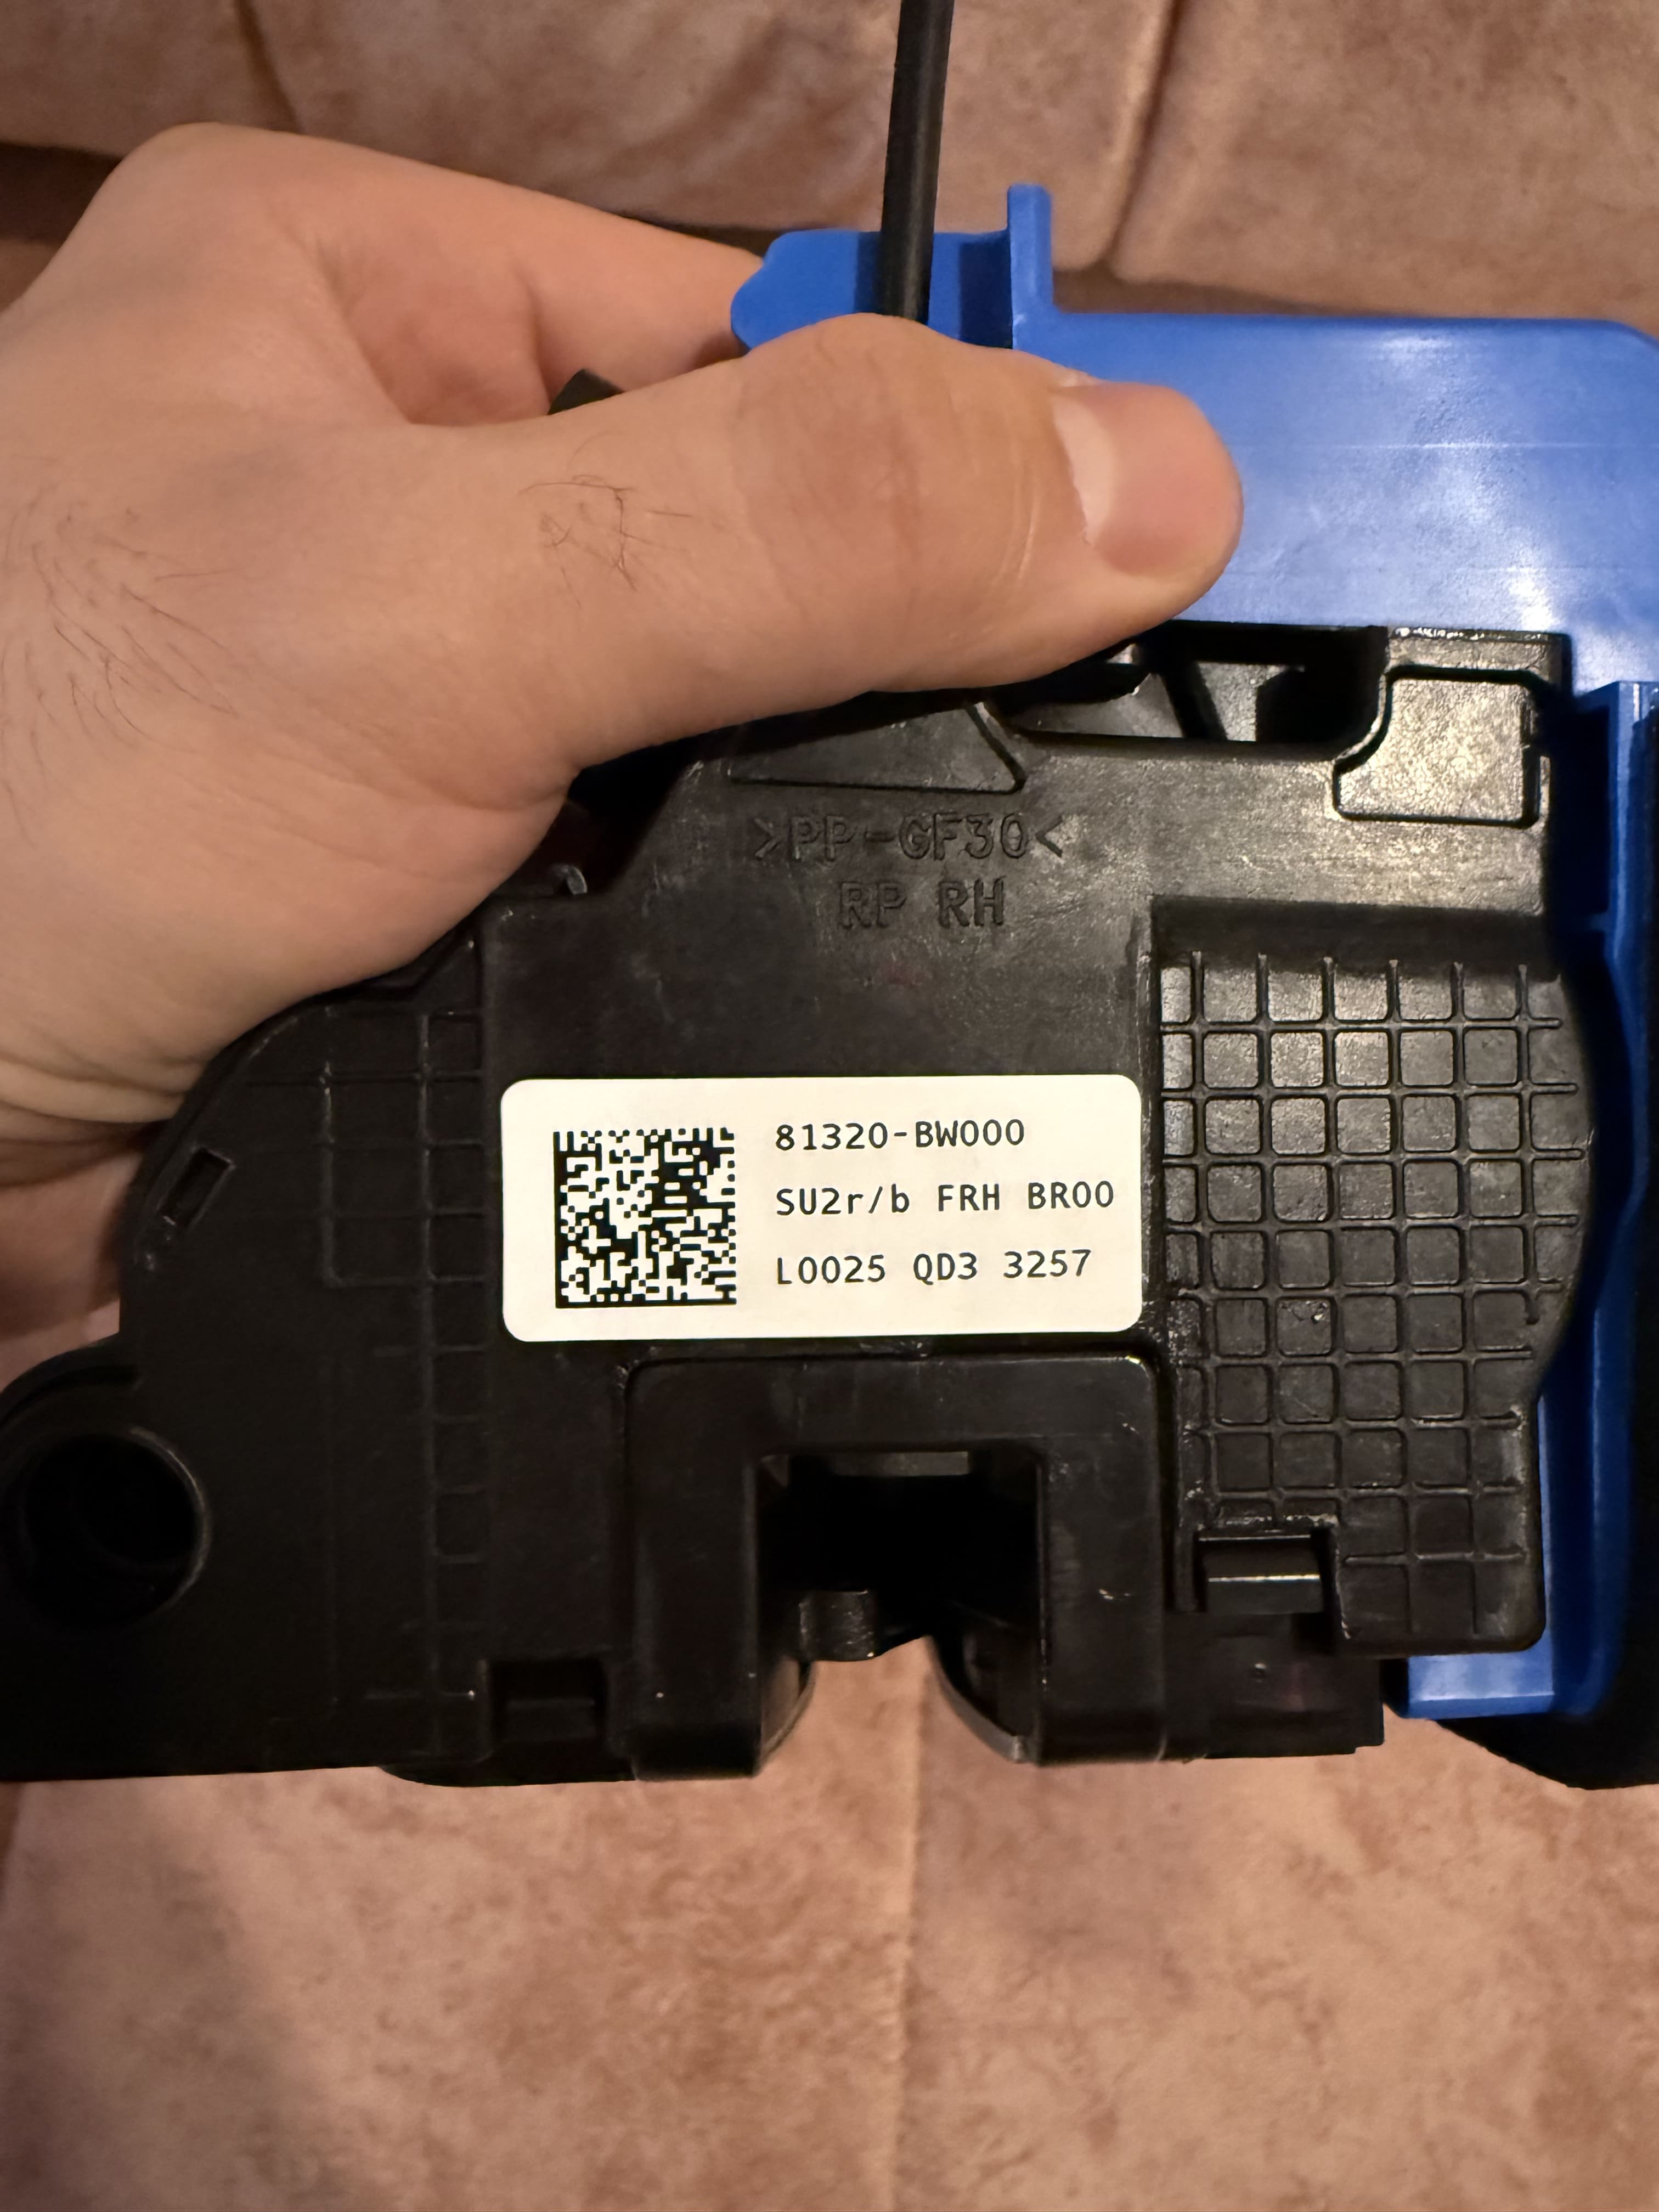 >PP-GF30<
RP RH
81320-BW000
SU2r/b FRH BR00
L0025 QD3 3257